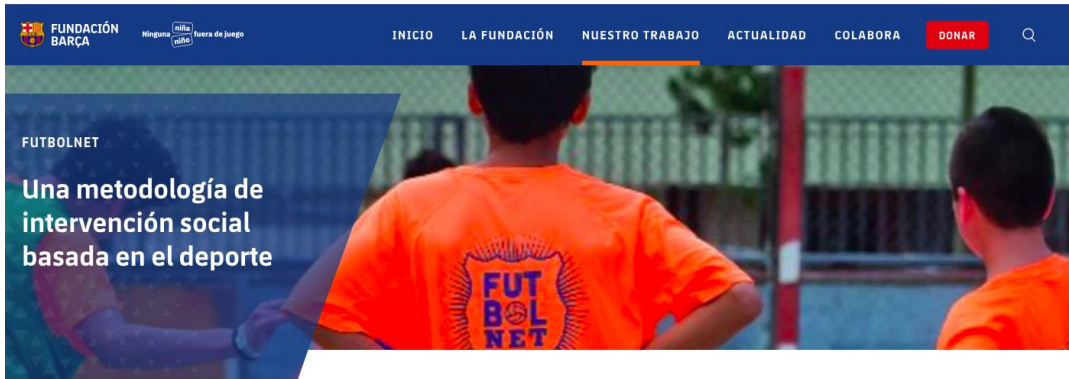 FUNDACIÓN
BARÇA
Ninguna niña niño fuera de juego
INICIO LA FUNDACIÓN NUESTRO TRABAJO ACTUALIDAD COLABORA DONAR
FUTBOLNET
Una metodología de
intervención social
basada en el deporte
FUT
BOL
NET